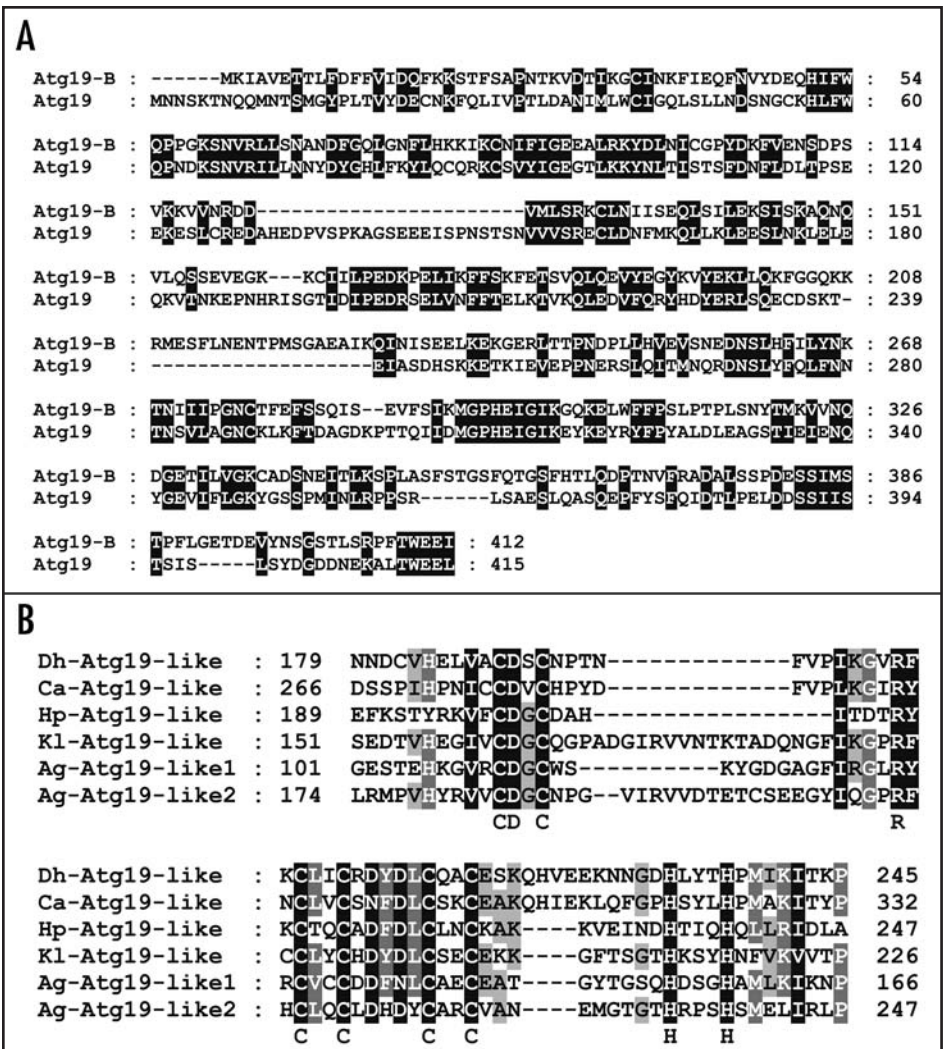 A
Atg19-B : ------MKIAVETTLFDFFVIDQFKKSTFSAPNTKVDTIKGCINKFIEQFNVYDEQHIFW : 54
Atg19 : MNNSKTNQQMNTSMGYPLTVYDECNKFQLIVPTLDANIMLWCIGQLSLLNDSNGCKHLFW : 60
Atg19-B : QPPGKSNVRLLSNANDFGQLGNFLHKKIKCNIFIGEEALRKYDLNICGPYDKFVENSDPS : 114
Atg19 : QPNDKSNVRILLNNYDYGHLFKYLQCQRKCSVYIGEGTLKKYNLTISTSFDNFLDLTPSE : 120
Atg19-B : VKKVVNRDD-----------------------VMLSRKCLNIISEQLSILEKSISKAQNQ : 151
Atg19 : EKESLCREDAHEDPVSPKAGSEEEISPNSTSNVVVSRECLDNFMKQLLKLEESLNKLELE : 180
Atg19-B : VLQSSEVEGK---KCIILPEDKPELIKFFSKFETSVQLQEVYEGYKVYEKLLQKFGGQKK : 208
Atg19 : QKVTNKEPNHRISGTIDIPEDRSELVNFFTELKTVKQLEDVFQRYHDYERLSQECDSKT- : 239
Atg19-B : RMESFLNENTPMSGAEAIKQINISEELKEKGERLTTPNDPLLHVEVSNEDNSLHFILYNK : 268
Atg19 : -------------------EIASDHSKKETKIEVEPPNERSLQITMNQRDNSLYFQLFNN : 280
Atg19-B : TNIIIPGNCTFEFSSQIS--EVFSIKMGPHEIGIKGQKELWFFPSLPTPLSNYTMKVVNQ : 326
Atg19 : TNSVLAGNCKLKFTDAGDKPTTQIIDMGPHEIGIKEYKEYRYFPYALDLEAGSTIEIENQ : 340
Atg19-B : DGETILVGKCADSNEITLKSPLASFSTGSFQTGSFHTLQDPTNVFRADALSSPDESSIMS : 386
Atg19 : YGEVIFLGKYGSSPMINLRPPSR------LSAESLQASQEPFYSFQIDTLPELDDSSIIS : 394
Atg19-B : TPFLGETDEVYNSGSTLSRPFTWEEI : 412
Atg19 : TSIS-----LSYDGDDNEKALTWEEL : 415
B
Dh-Atg19-like : 179 NNDCVHELVACDSCNPTN--------------FVPIKGVRF
Ca-Atg19-like : 266 DSSPIHPNICCDVCHPYD--------------FVPLKGIRY
Hp-Atg19-like : 189 EFKSTYRKVFCDGCDAH-----------------ITDTRY
Kl-Atg19-like : 151 SEDTVHEGIVCDGCQGPADGIRVVNTKTADQNGFIKGPRF
Ag-Atg19-like1 : 101 GESTEHKGVRCDGCWS------------KYGDGAGFIRGLRY
Ag-Atg19-like2 : 174 LRMPVHYRVVCDGCNPG--VIRVVDTETCSEEGYIQGPRF
CD C R
Dh-Atg19-like : KCLICRDYDLCQACESKQHVEEKNNGDHLYTHPMIKITKP 245
Ca-Atg19-like : NCLVCSNFDLCSKCEAKQHIEKLQFGPHSYLHPMAKITYP 332
Hp-Atg19-like : KCTQCADFDLCLNCKAK----KVEINDHTIQHQLLRIDLA 247
Kl-Atg19-like : CCLYCHDYDLCSECEKK----GFTSGTHKSYHNFVKVVTP 226
Ag-Atg19-like1 : RCVCCDDFNLCAECEAT----GYTGSQHDSGHAMLKIKNP 166
Ag-Atg19-like2 : HCLQCLDHDYCARCVAN----EMGTGTHRPSHSMELIRLP 247
C C C C H H